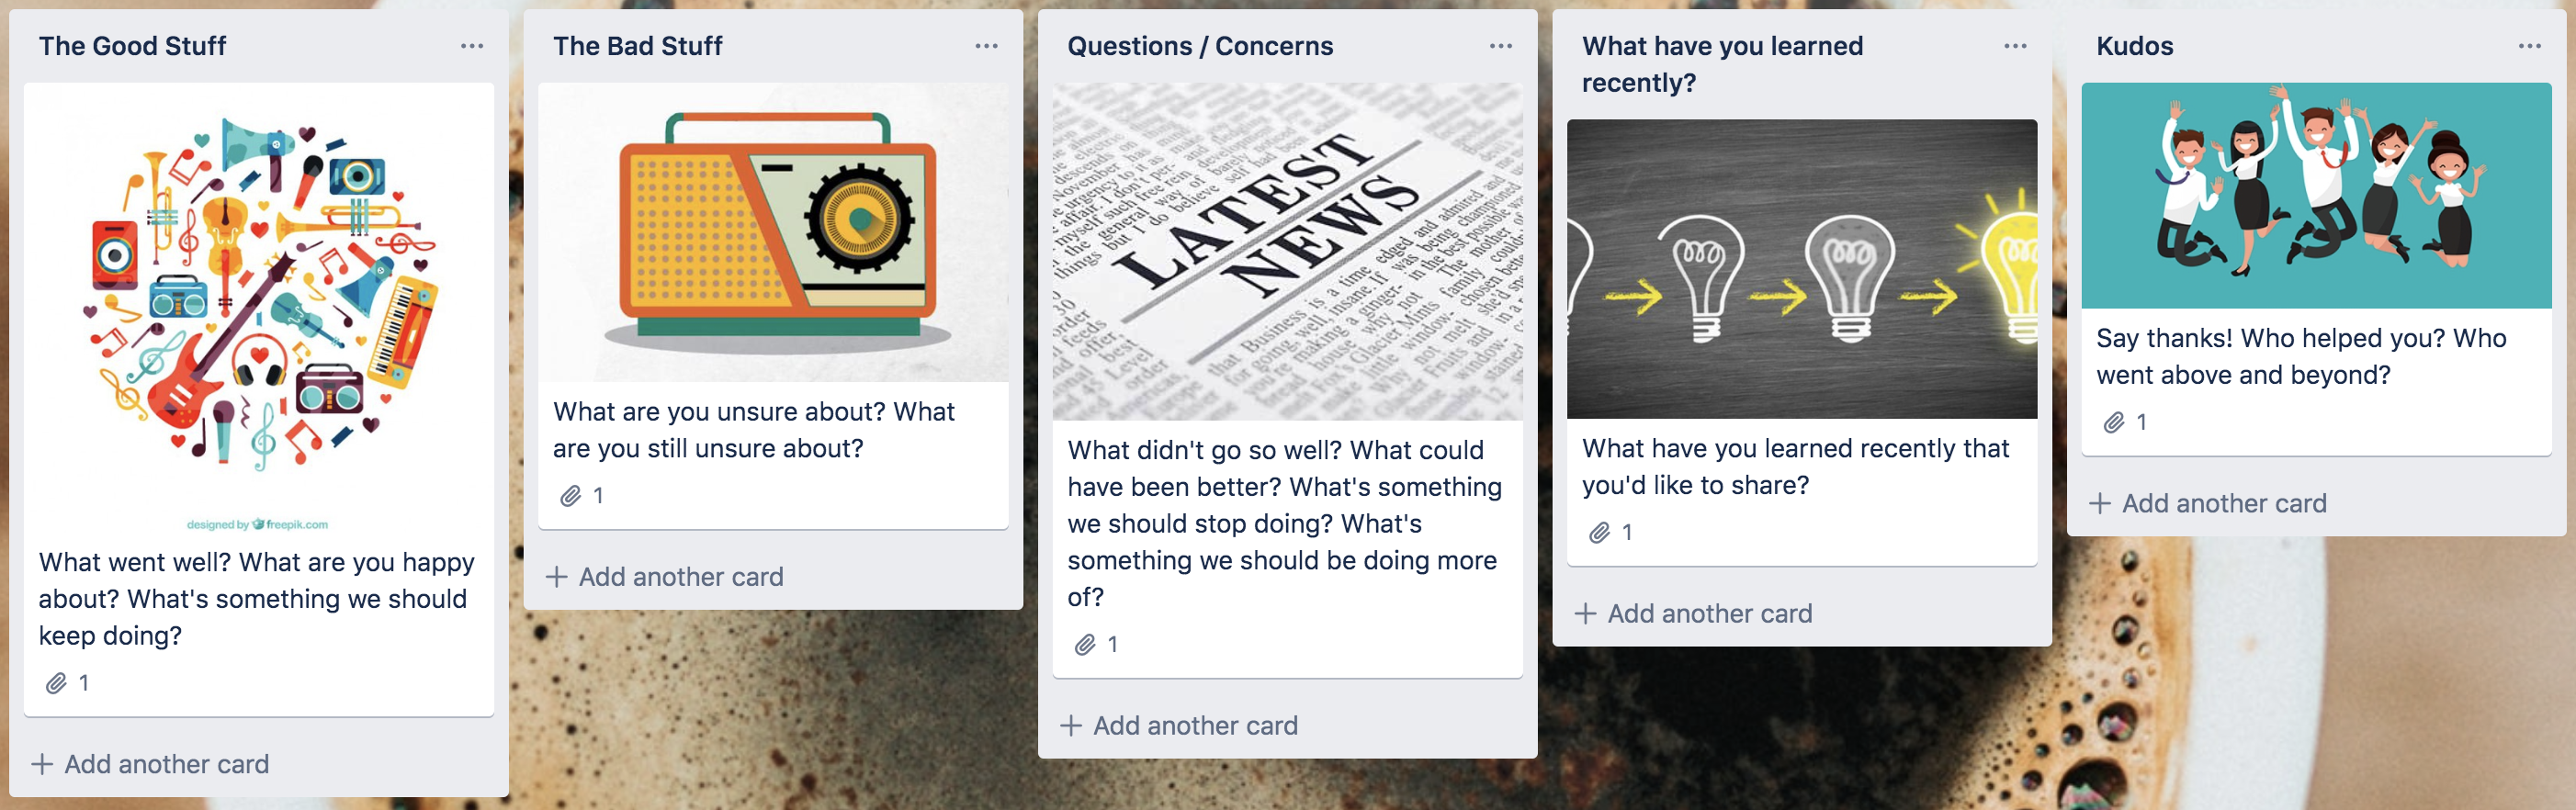 The Good Stuff
designed by freepik.com
What went well? What are you happy
about? What's something we should
keep doing?
1
+ Add another card
The Bad Stuff
What are you unsure about? What
are you still unsure about?
1
+ Add another card
Questions / Concerns
LATEST
NEWS
What didn't go so well? What could
have been better? What's something
we should stop doing? What's
something we should be doing more
of?
1
+ Add another card
What have you learned
recently?
What have you learned recently that
you'd like to share?
1
+ Add another card
Kudos
Say thanks! Who helped you? Who
went above and beyond?
1
+ Add another card